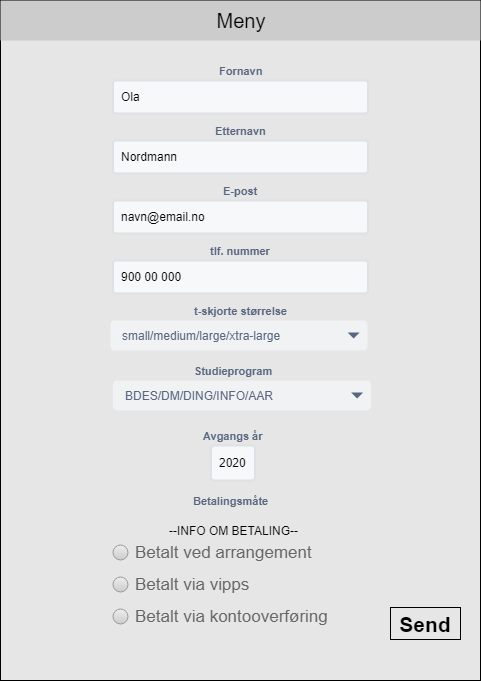 Meny
Fornavn
Ola
Etternavn
Nordmann
E-post
navn@email.no
tlf. nummer
900 00 000
t-skjorte størrelse
small/medium/large/xtra-large
Studieprogram
BDES/DM/DING/INFO/AAR
Avgangs år
2020
Betalingsmåte
--INFO OM BETALING--
Betalt ved arrangement
Betalt via vipps
Betalt via kontooverføring
Send